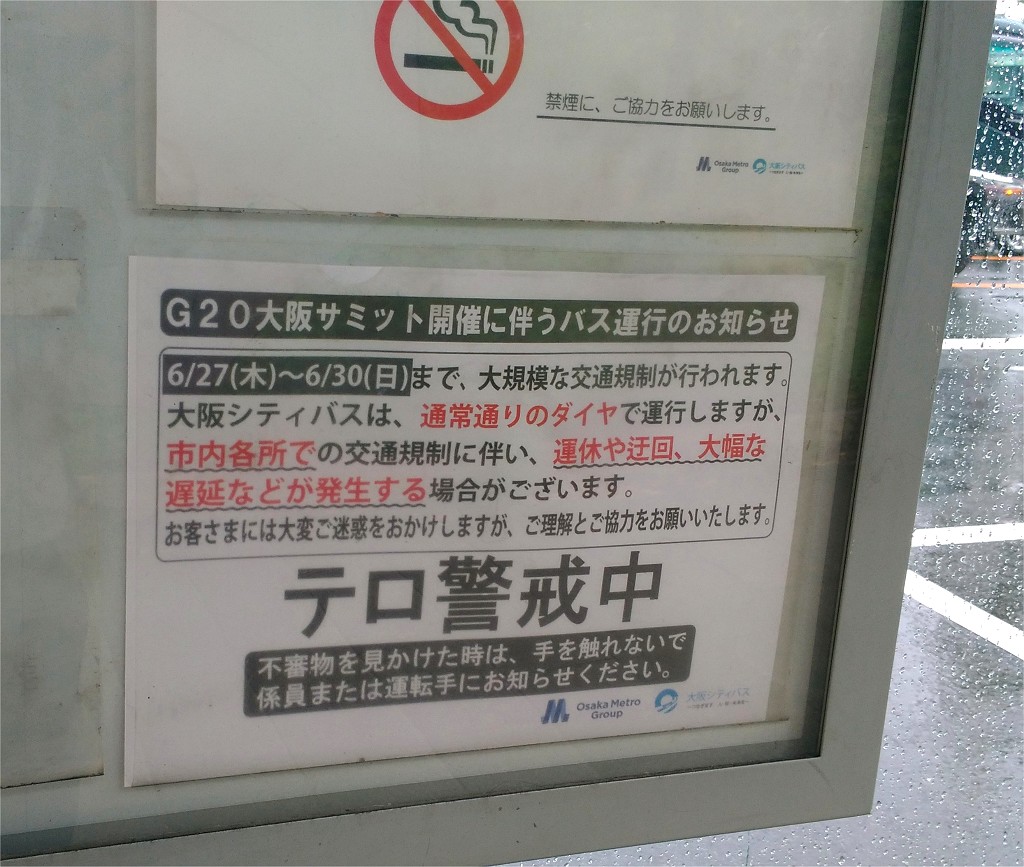 禁煙に、ご協力をお願いします。
Osaka Metro
Group
大阪シティバス
G20大阪サミット開催に伴うバス運行のお知らせ
6/27(木)〜6/30(日)まで、大規模な交通規制が行われます。
大阪シティバスは、通常通りのダイヤで運行しますが、
市内各所での交通規制に伴い、運休や迂回、大幅な
遅延などが発生する場合がございます。
お客さまには大変ご迷惑をおかけしますが、ご理解とご協力をお願いいたします。
テロ警戒中
不審物を見かけた時は、手を触れないで
係員または運転手にお知らせください。
Osaka Metro
Group
大阪シティバス